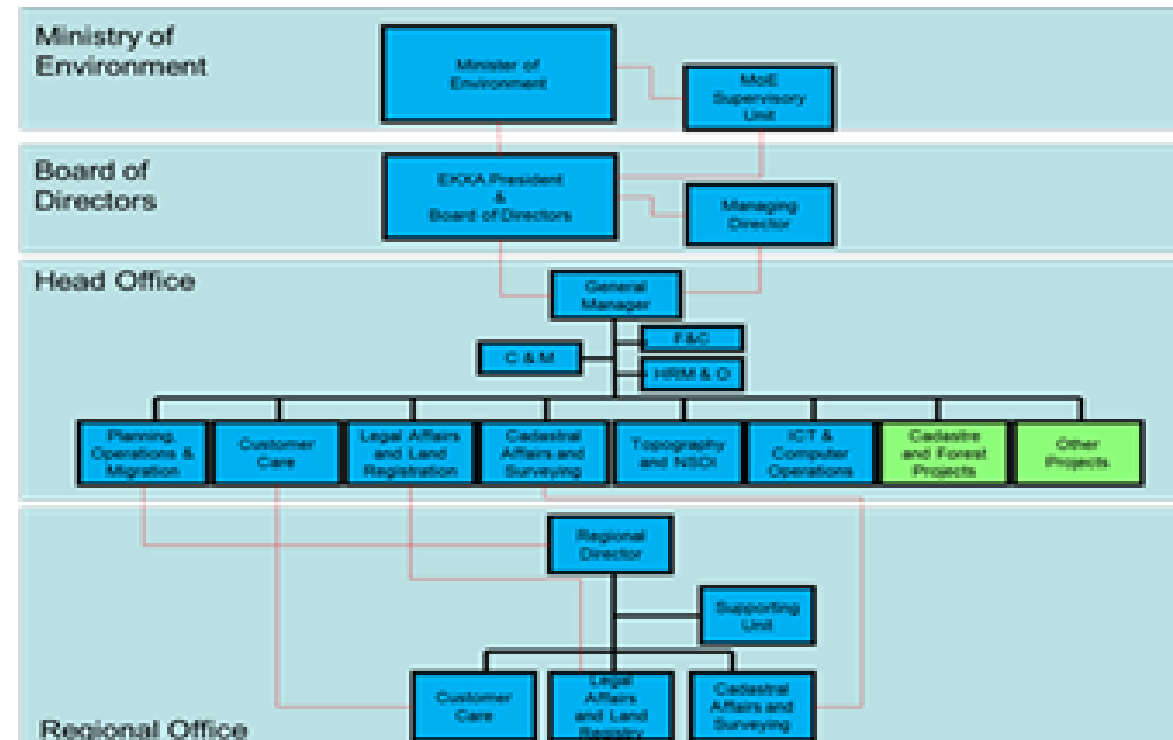 Ministry of
Environment
Minister of
Environment
MoE
Supervisory
Unit
Board of
Directors
EKXA President
&
Board of Directors
Managing
Director
Head Office
General
Manager
F&C
C & M
HRM & O
Planning,
Operations &
Migration
Customer
Care
Legal Affairs
and Land
Registration
Cadastral
Affairs and
Surveying
Topography
and NSDI
ICT &
Computer
Operations
Cadastre
and Forest
Projects
Other
Projects
Regional
Director
Supporting
Unit
Customer
Care
Legal
Affairs
and Land
Registry
Cadastral
Affairs and
Surveying
Regional Office